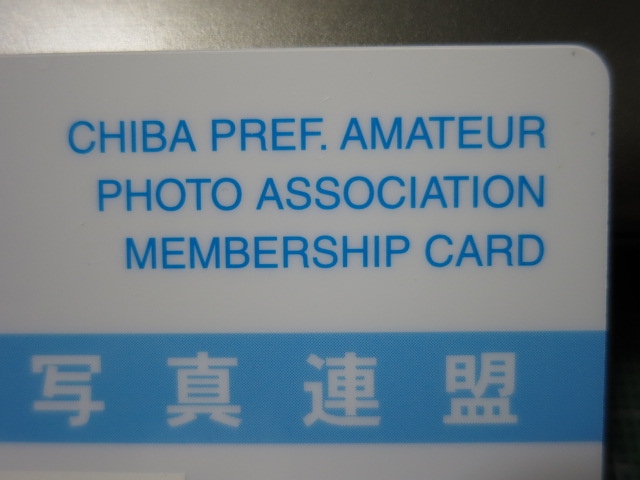 CHIBA PREF. AMATEUR
PHOTO ASSOCIATION
MEMBERSHIP CARD
写真連盟